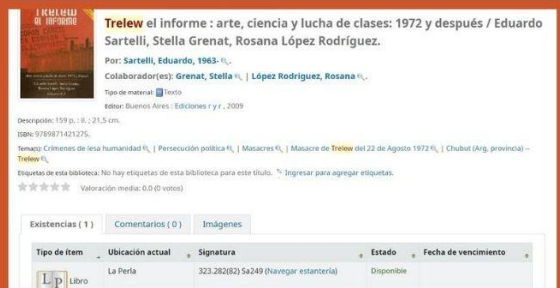 TRELEW
EL INFORME
Trelew el informe : arte, ciencia y lucha de clases: 1972 y después / Eduardo
Sartelli, Stella Grenat, Rosana López Rodríguez.
Por: Sartelli, Eduardo, 1963- .
Colaborador(es): Grenat, Stella | López Rodriguez, Rosana .
Tipo de material: Texto
Editor: Buenos Aires : Ediciones r y r , 2009
Descripción: 159 p. : il. ; 21,5 cm.
ISBN: 9789871421275.
Tema(s): Crímenes de lesa humanidad | Persecución política | Masacres | Masacre de Trelew del 22 de Agosto 1972 | Chubut (Arg, provincia) --
Trelew
Etiquetas de esta biblioteca: No hay etiquetas de esta biblioteca para este título. Ingresar para agregar etiquetas.
Valoración media: 0.0 (0 votos)
Existencias ( 1 ) Comentarios ( 0 ) Imágenes
Tipo de ítem Ubicación actual Signatura Estado Fecha de vencimiento
LP Libro La Perla 323.282(82) Sa249 (Navegar estantería) Disponible